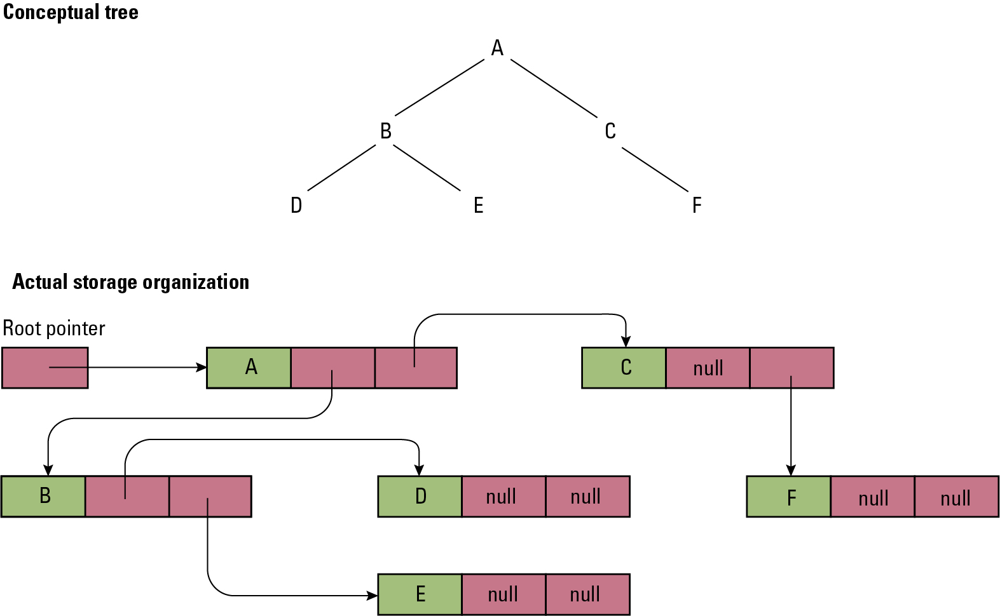 Conceptual tree
A
B C
D E F
Actual storage organization
Root pointer
A C null
B D null null F null null
E null null